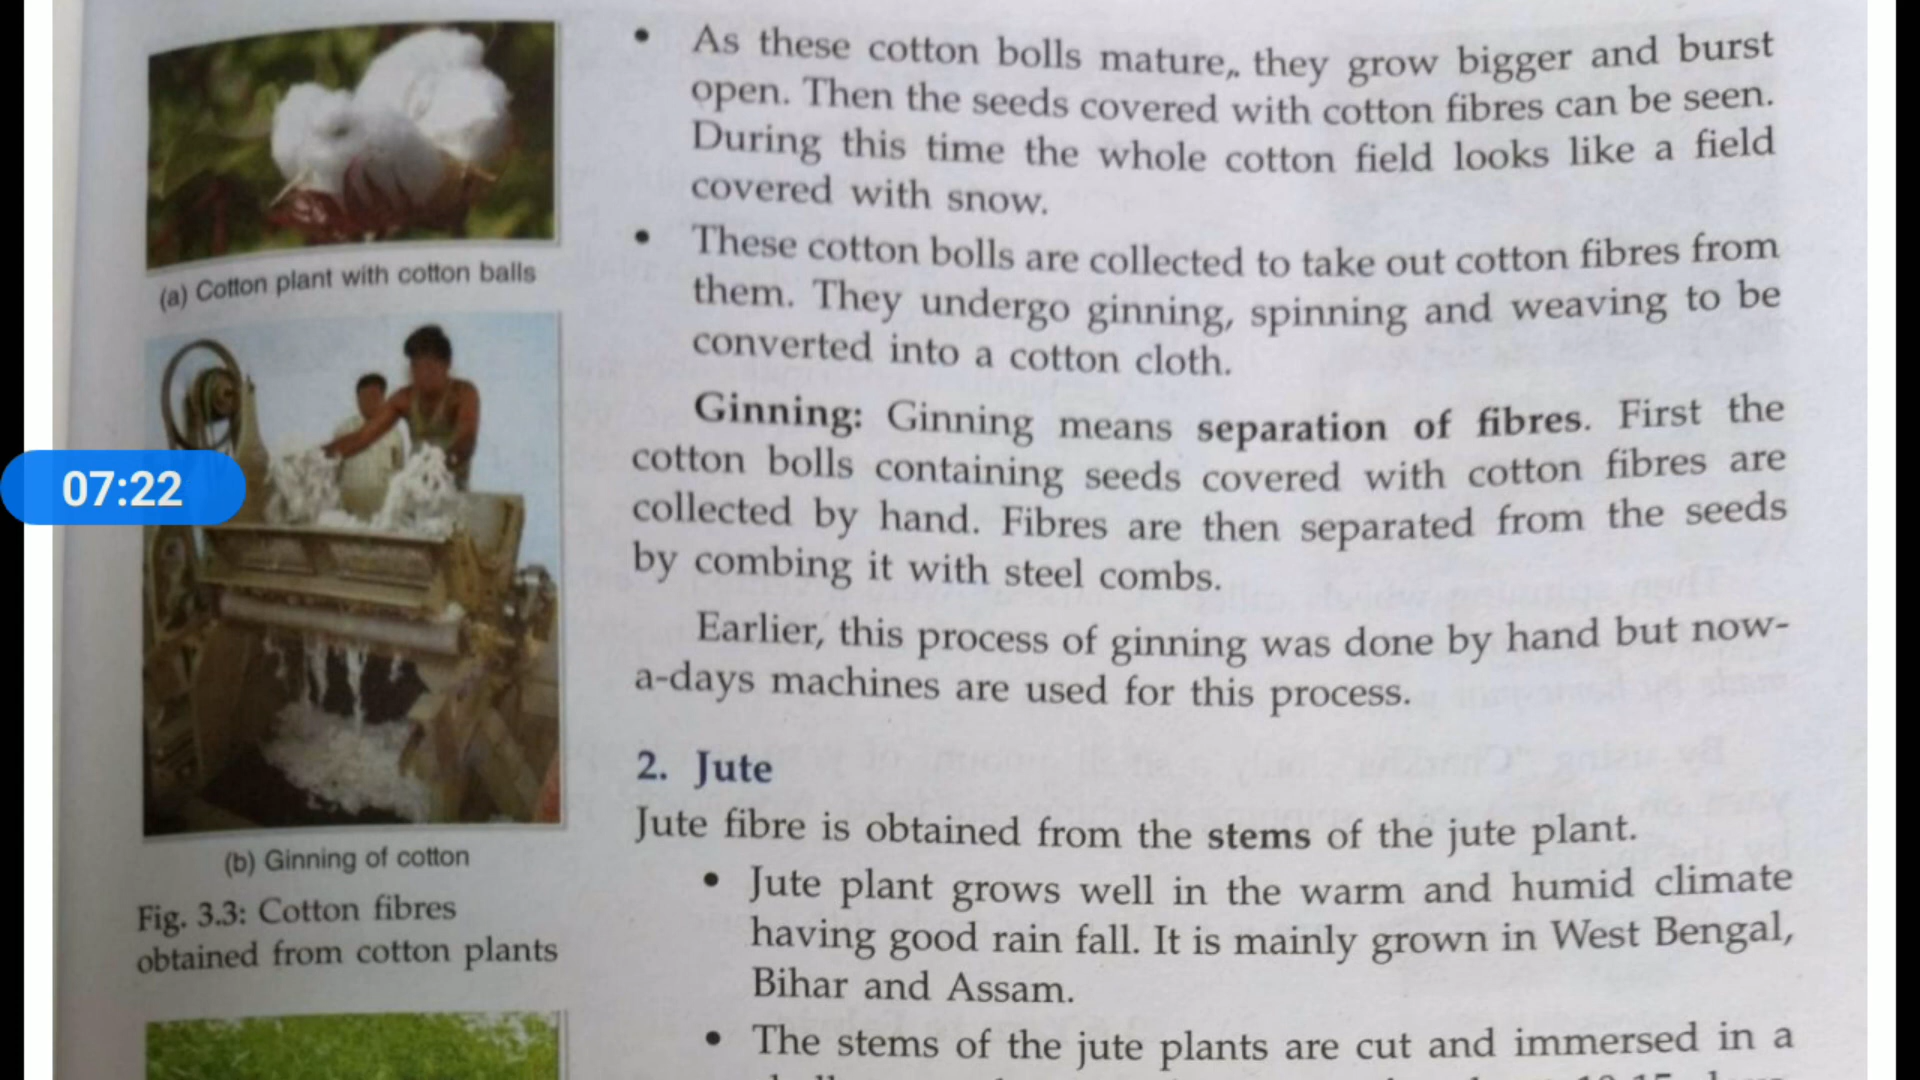 (a) Cotton plant with cotton balls
07:22
(b) Ginning of cotton
Fig. 3.3: Cotton fibres
obtained from cotton plants
• As these cotton bolls mature, they grow bigger and burst
open. Then the seeds covered with cotton fibres can be seen.
During this time the whole cotton field looks like a field
covered with snow.
• These cotton bolls are collected to take out cotton fibres from
them. They undergo ginning, spinning and weaving to be
converted into a cotton cloth.
Ginning: Ginning means separation of fibres. First the
cotton bolls containing seeds covered with cotton fibres are
collected by hand. Fibres are then separated from the seeds
by combing it with steel combs.
Earlier, this process of ginning was done by hand but now-
a-days machines are used for this process.
2. Jute
Jute fibre is obtained from the stems of the jute plant.
• Jute plant grows well in the warm and humid climate
having good rain fall. It is mainly grown in West Bengal,
Bihar and Assam.
• The stems of the jute plants are cut and immersed in a